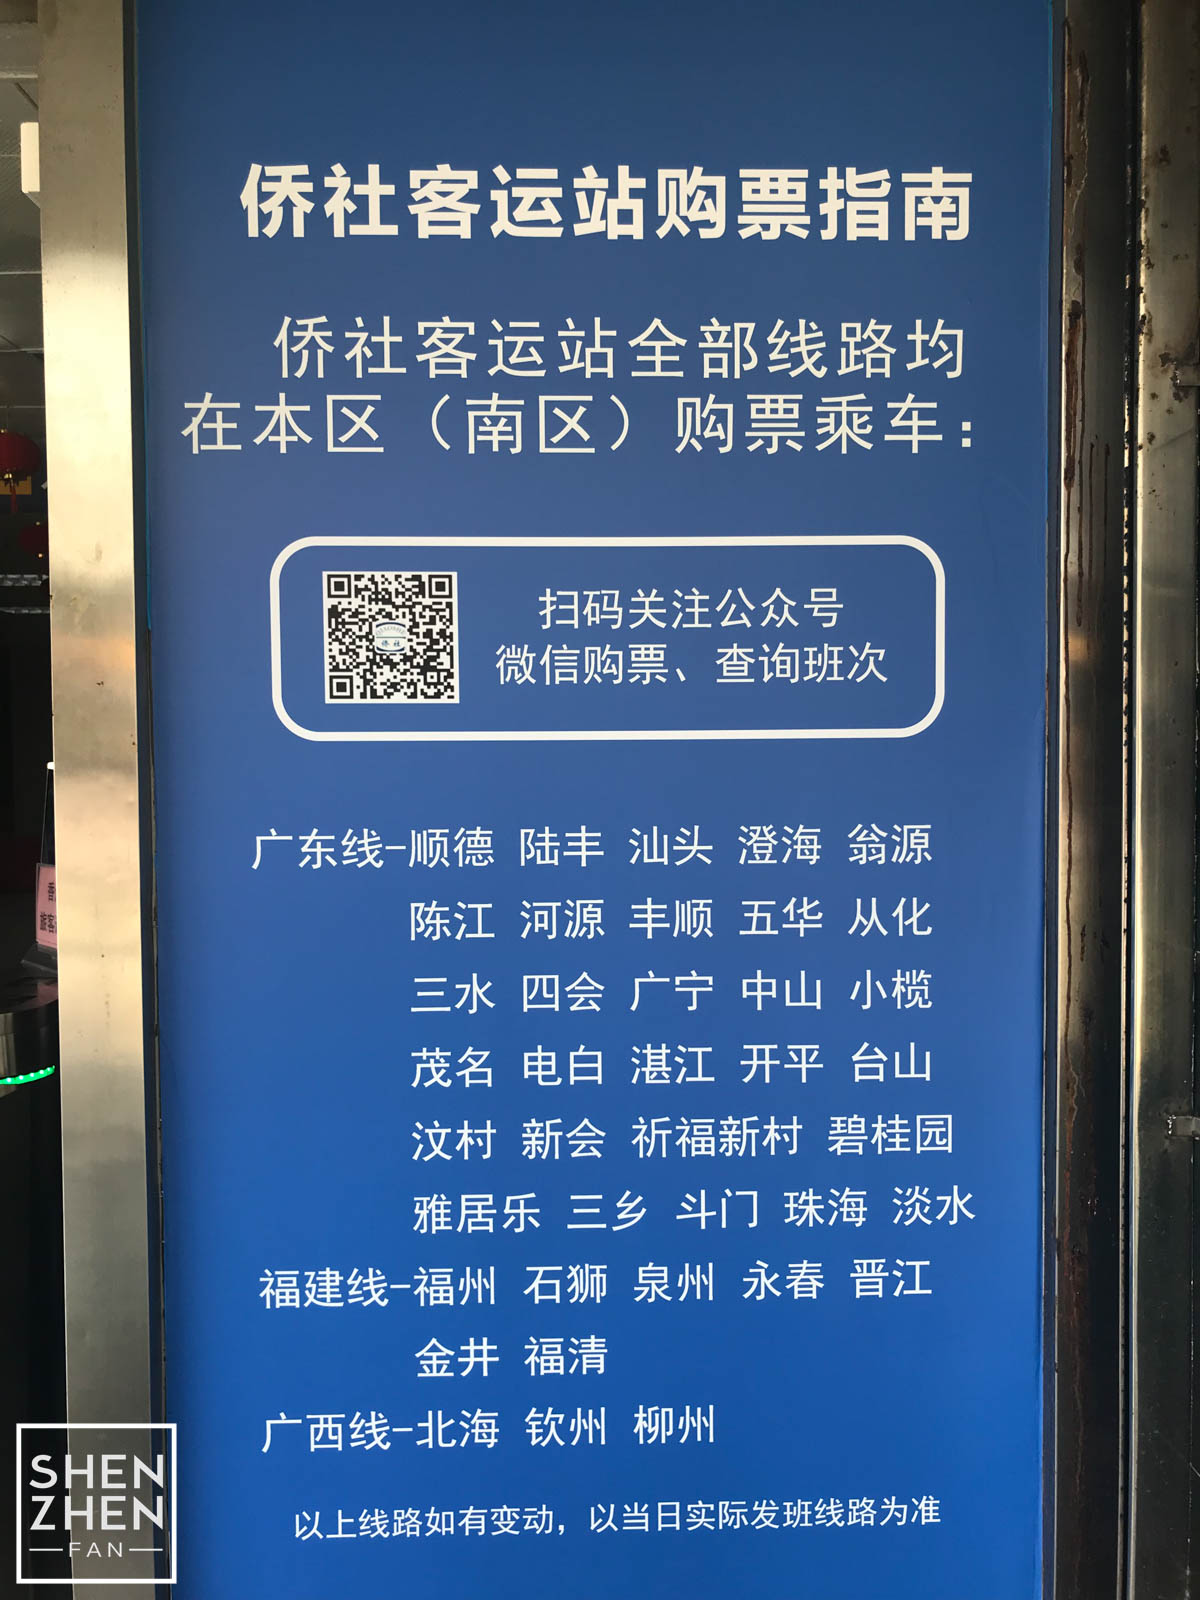 侨社客运站购票指南
侨社客运站全部线路均
在本区（南区）购票乘车：
扫码关注公众号
微信购票、查询班次
广东线-顺德 陆丰 汕头 澄海 翁源
陈江 河源 丰顺 五华 从化
三水 四会 广宁 中山 小榄
茂名 电白 湛江 开平 台山
汶村 新会 祈福新村 碧桂园
雅居乐 三乡 斗门 珠海 淡水
福建线-福州 石狮 泉州 永春 晋江
金井 福清
广西线-北海 钦州 柳州
以上线路如有变动，以当日实际发班线路为准
SHEN
ZHEN
FAN